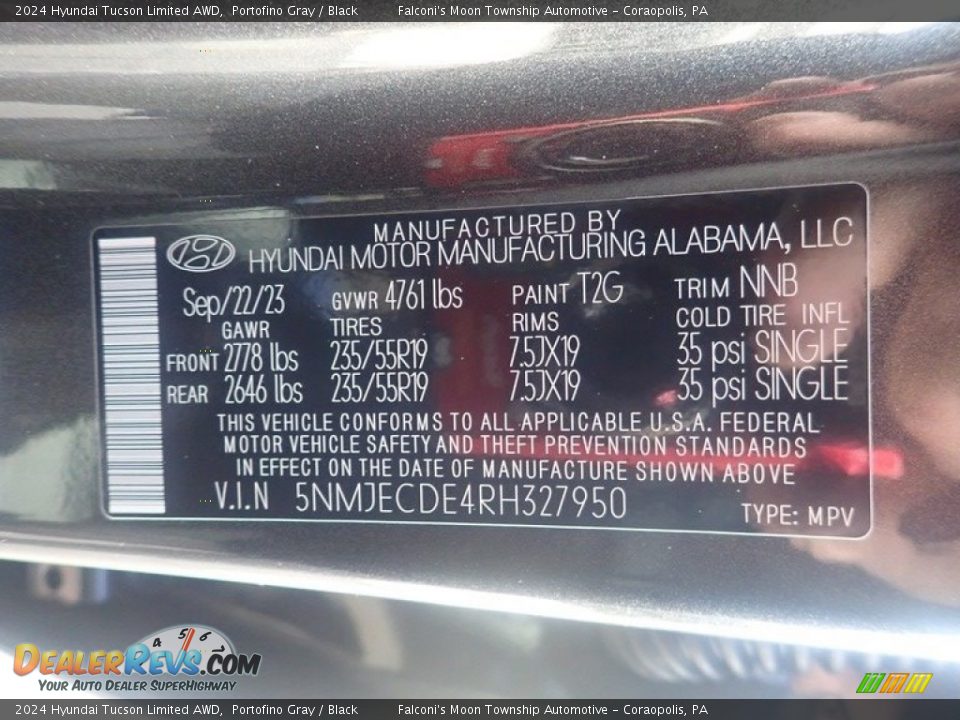 2024 Hyundai Tucson Limited AWD, Portofino Gray / Black Falconi's Moon Township Automotive - Coraopolis, PA
MANUFACTURED BY
HYUNDAI MOTOR MANUFACTURING ALABAMA, LLC
Sep/22/23 GVWR 4761 lbs PAINT T2G TRIM NNB
GAWR TIRES RIMS COLD TIRE INFL
FRONT 2778 lbs 235/55R19 7.5JX19 35 psi SINGLE
REAR 2646 lbs 235/55R19 7.5JX19 35 psi SINGLE
THIS VEHICLE CONFORMS TO ALL APPLICABLE U.S.A. FEDERAL
MOTOR VEHICLE SAFETY AND THEFT PREVENTION STANDARDS
IN EFFECT ON THE DATE OF MANUFACTURE SHOWN ABOVE
V.I.N 5NMJECDE4RH327950 TYPE: MPV
4 5 6
DEALERREVS.COM
YOUR AUTO DEALER SUPERHIGHWAY
2024 Hyundai Tucson Limited AWD, Portofino Gray / Black Falconi's Moon Township Automotive - Coraopolis, PA